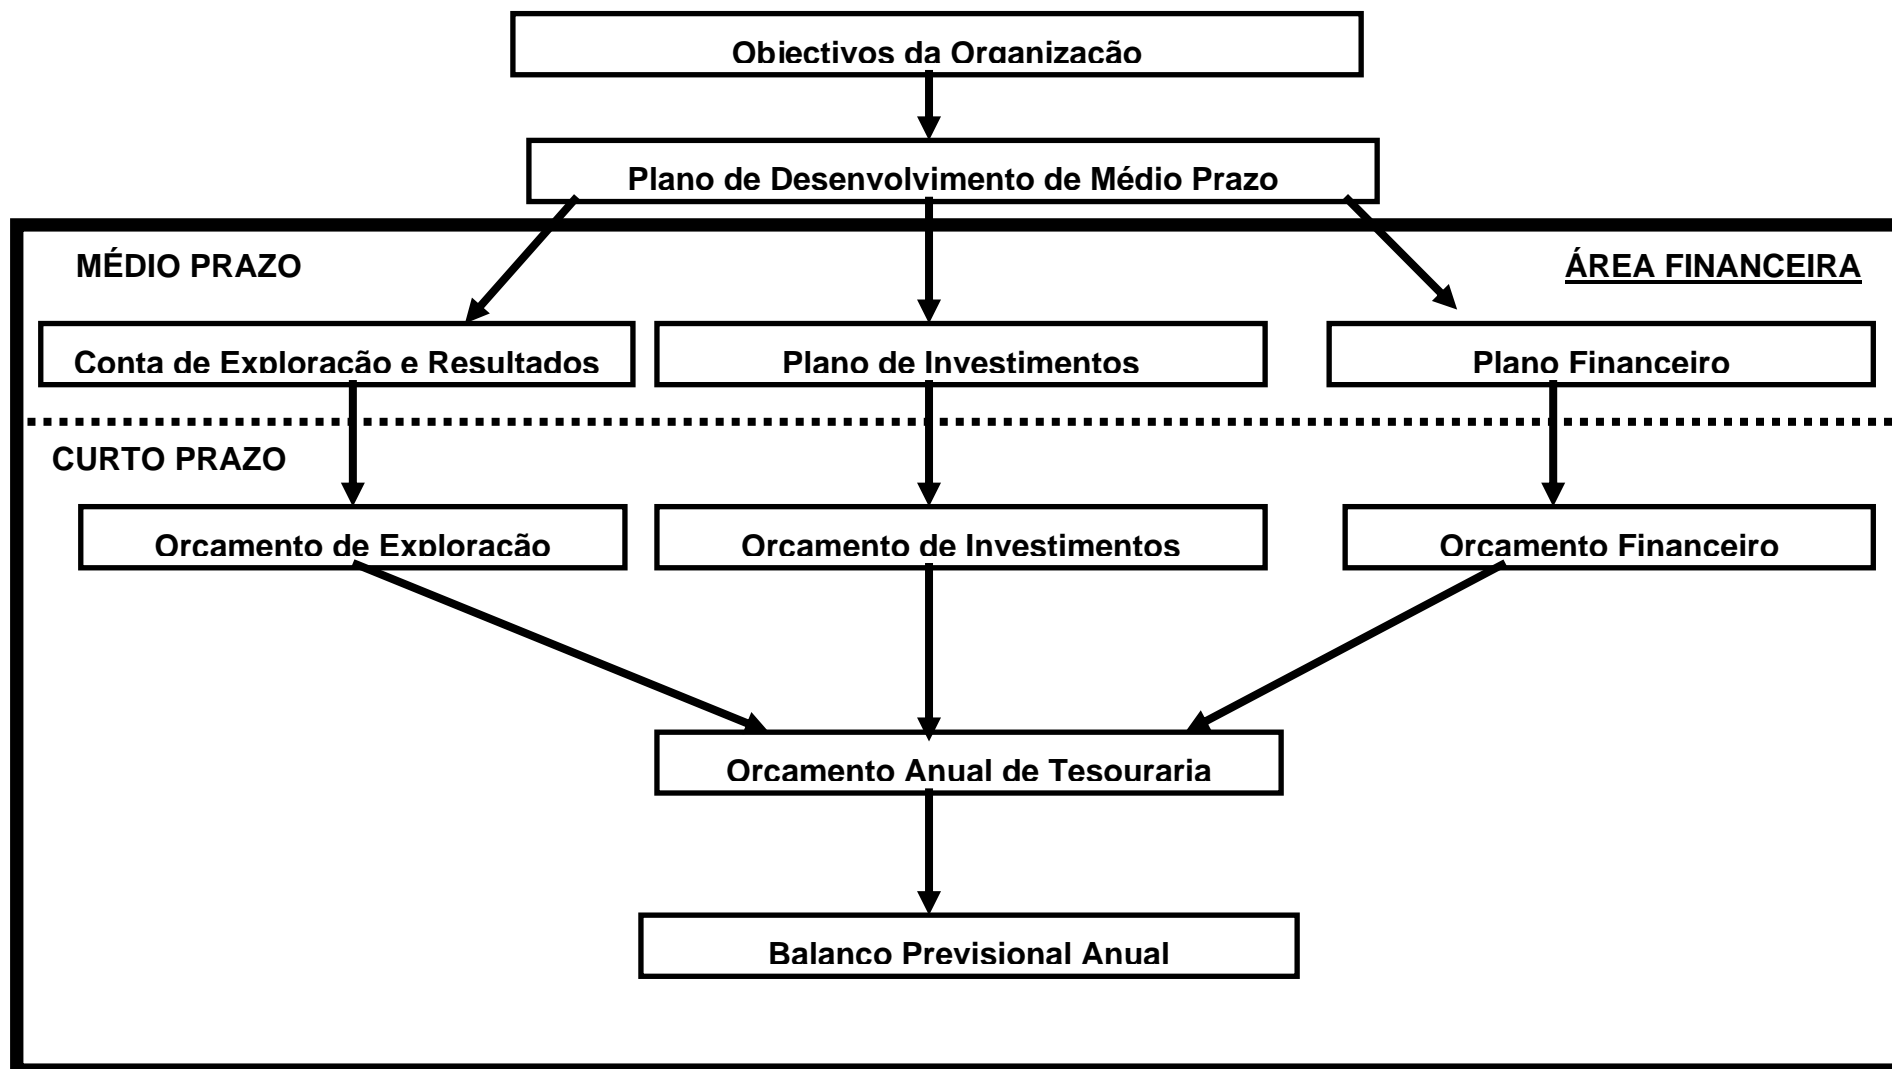 Objectivos da Organização
Plano de Desenvolvimento de Médio Prazo
MÉDIO PRAZO
ÁREA FINANCEIRA
Conta de Exploração e Resultados
Plano de Investimentos
Plano Financeiro
CURTO PRAZO
Orçamento de Exploração
Orçamento de Investimentos
Orçamento Financeiro
Orçamento Anual de Tesouraria
Balanço Previsional Anual